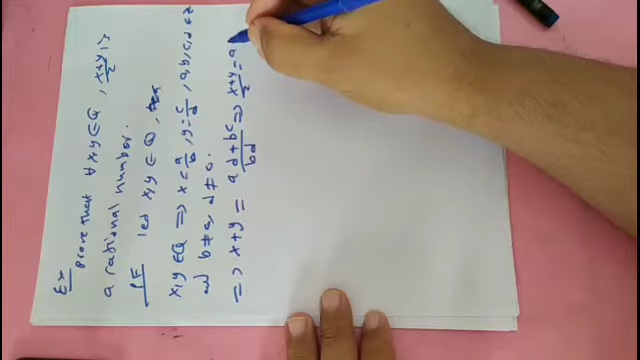 Ex
Prove that ∀ x,y ∈ Q, (x+y)/2 is
a rational number.
PF let x,y ∈ Q, then
x,y ∈ Q ⇒ x = a/b, y = c/d, a,b,c,d ∈ Z
and b ≠ 0, d ≠ 0.
⇒ x+y = (ad+bc)/bd ⇒ (x+y)/2 = a